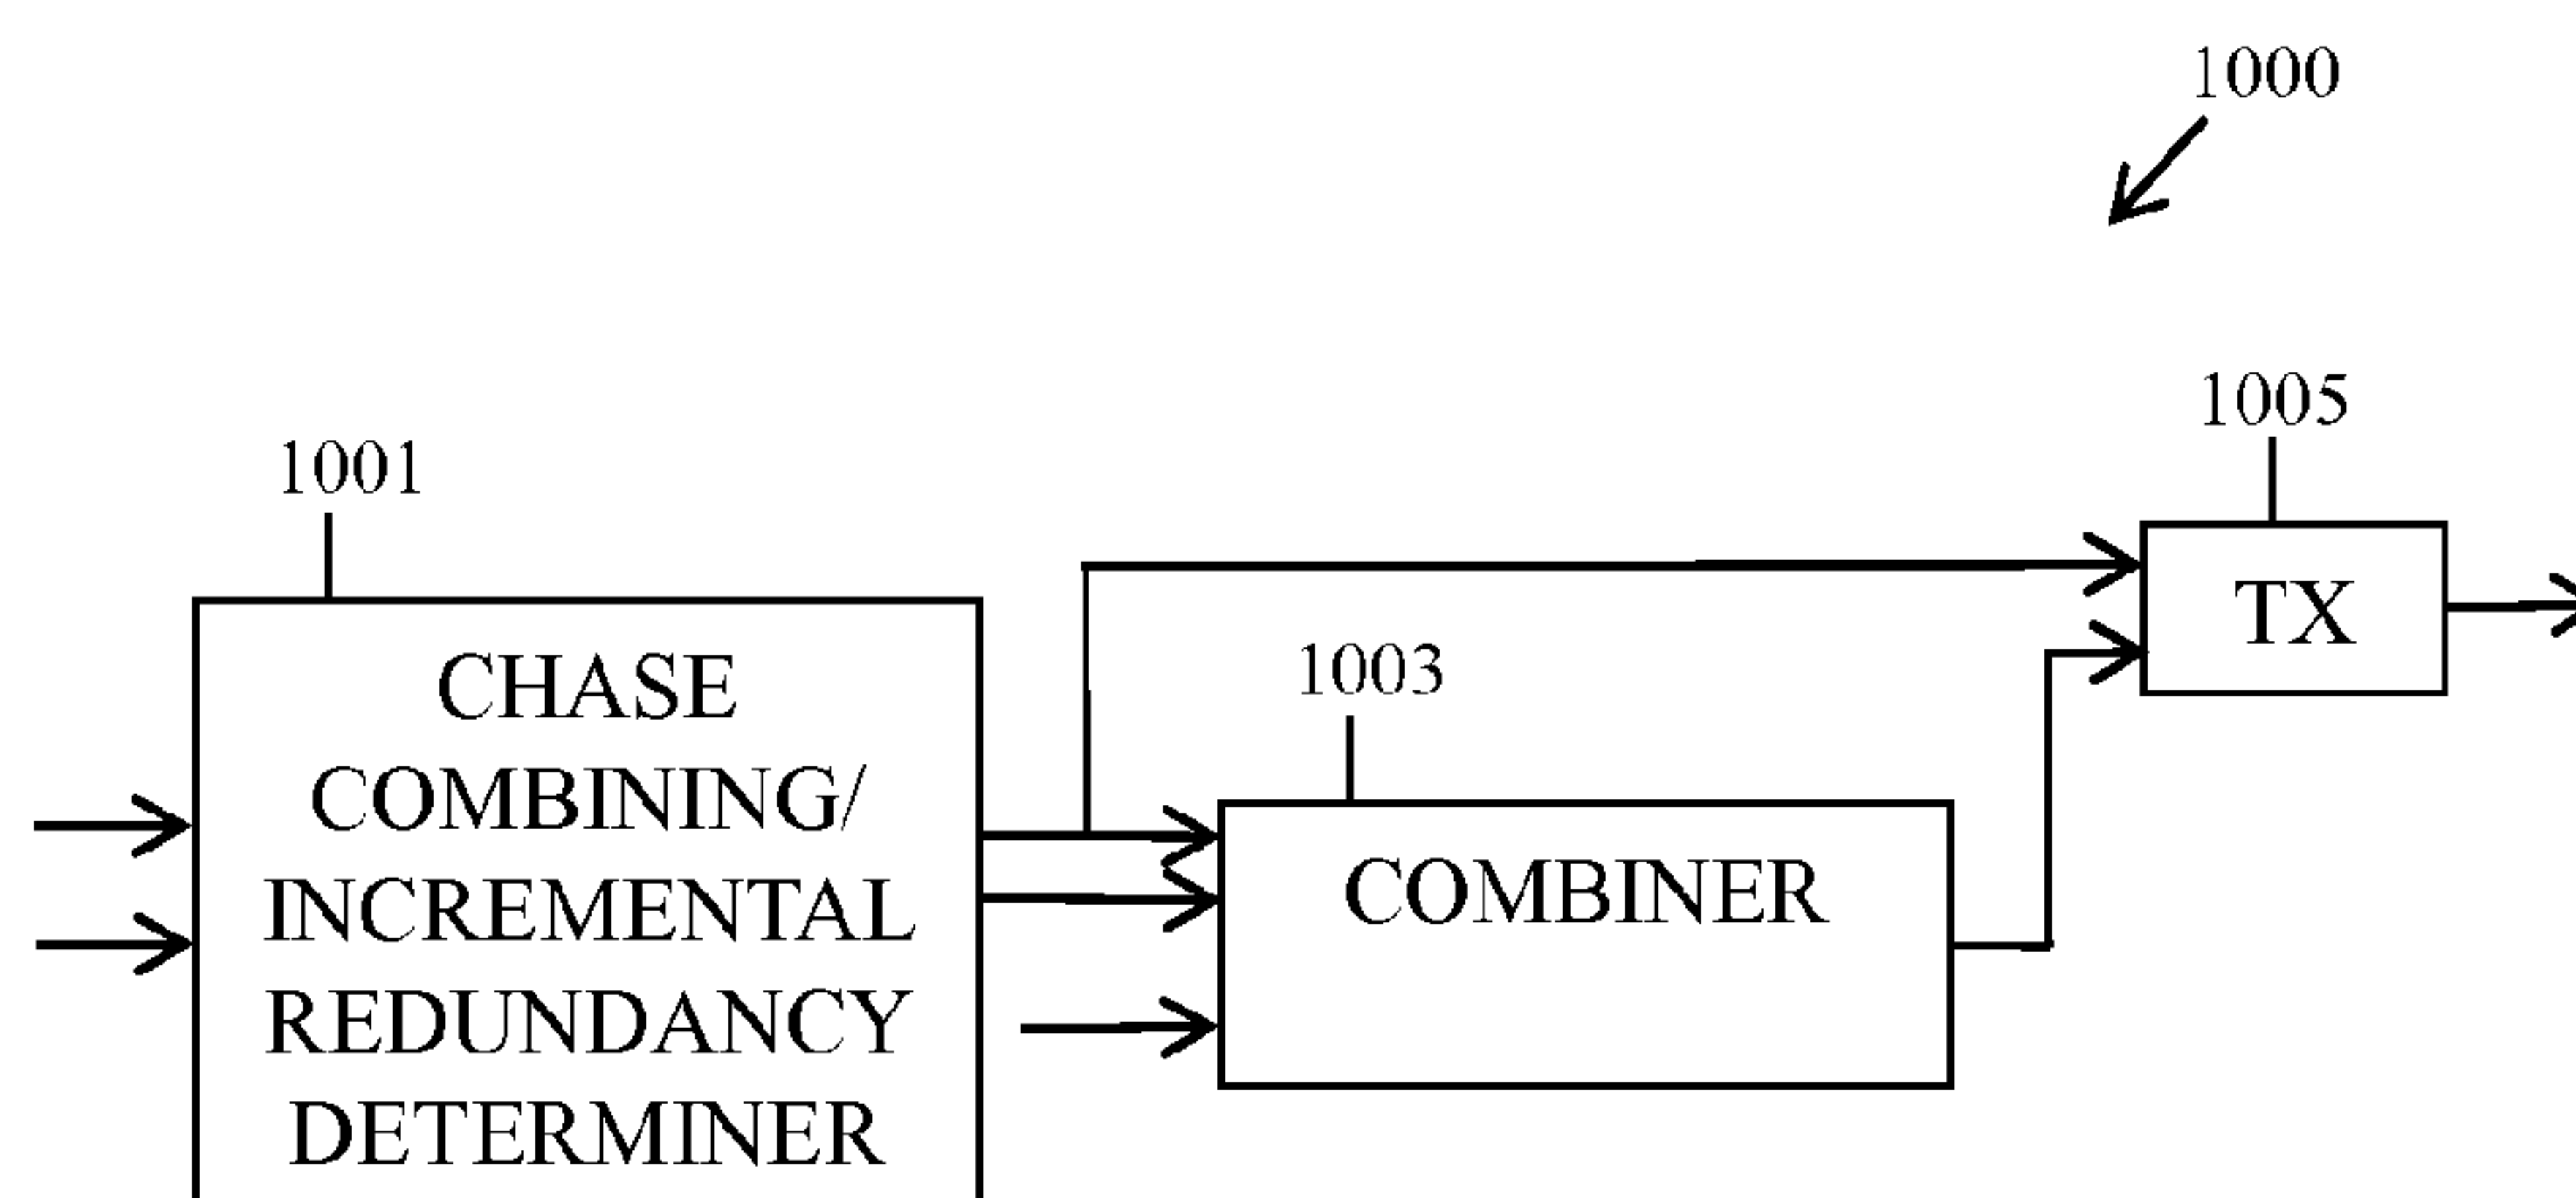 1000
1005
1001
TX
1003
CHASE
COMBINING/
INCREMENTAL
REDUNDANCY
DETERMINER
COMBINER